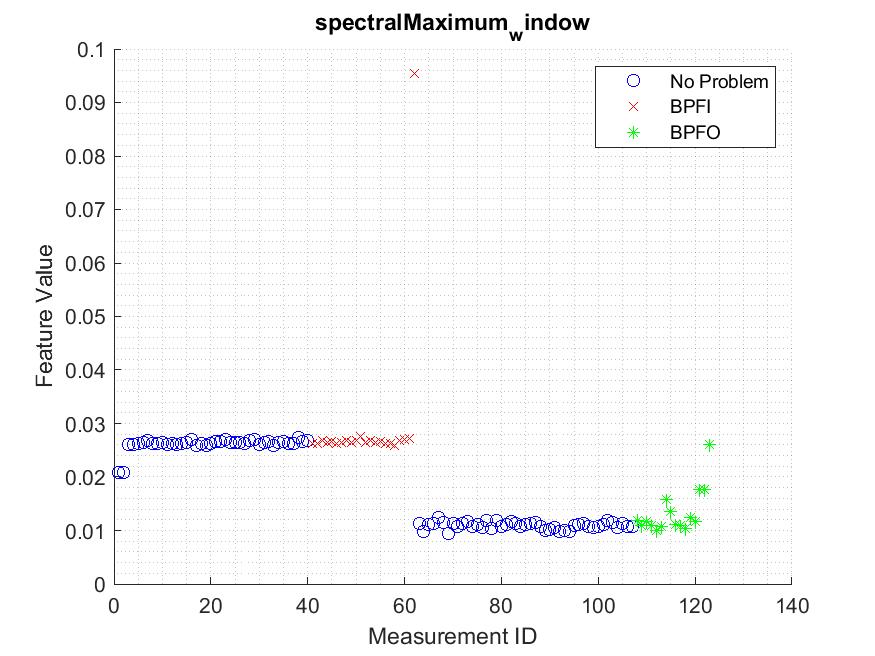 spectralMaximum_window
No Problem
BPFI
BPFO
0.1
0.09
0.08
0.07
0.06
0.05
0.04
0.03
0.02
0.01
0
Feature Value
0 20 40 60 80 100 120 140
Measurement ID